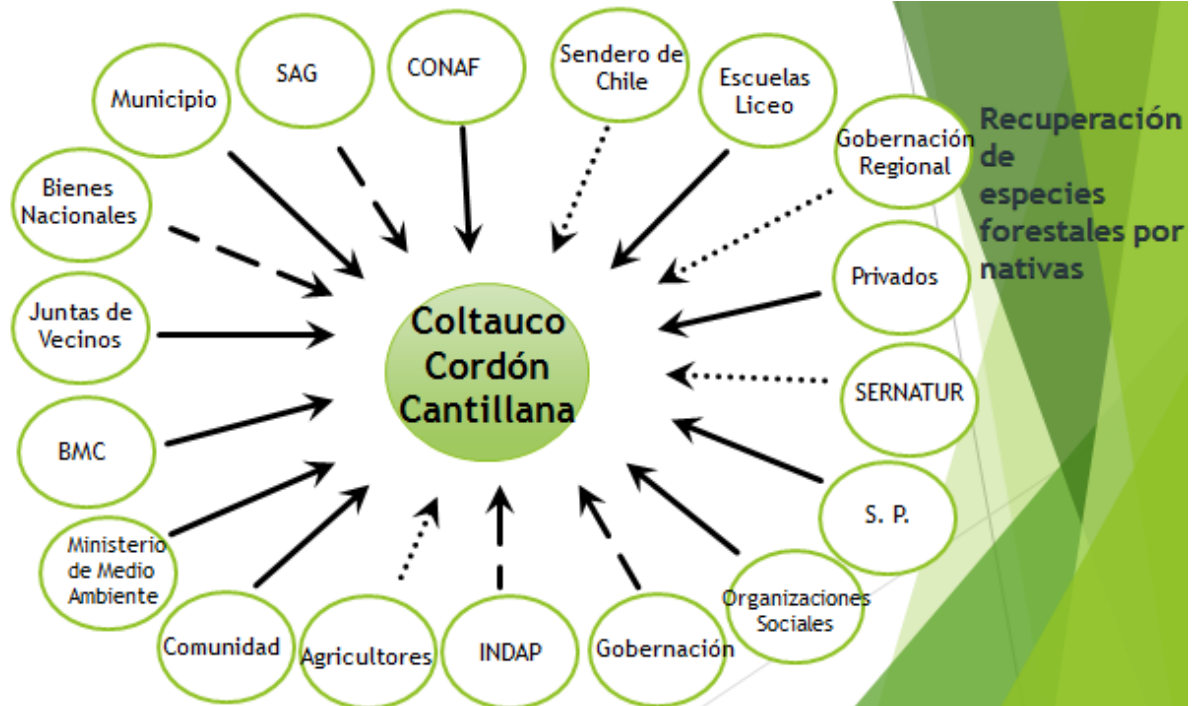 SAG
CONAF
Sendero de
Chile
Escuelas
Liceo
Municipio
Gobernación
Regional
Recuperación
de
especies
forestales por
nativas
Bienes
Nacionales
Privados
Juntas de
Vecinos
Coltauco
Cordón
Cantillana
SERNATUR
BMC
S. P.
Ministerio
de Medio
Ambiente
Organizaciones
Sociales
Comunidad
Agricultores
INDAP
Gobernación